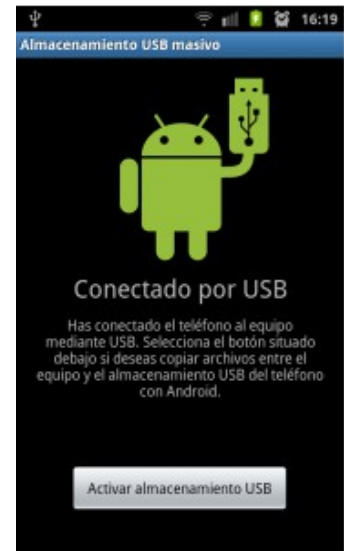 16:19
Almacenamiento USB masivo
Conectado por USB
Has conectado el teléfono al equipo
mediante USB. Selecciona el botón situado
debajo si deseas copiar archivos entre el
equipo y el almacenamiento USB del teléfono
con Android.
Activar almacenamiento USB